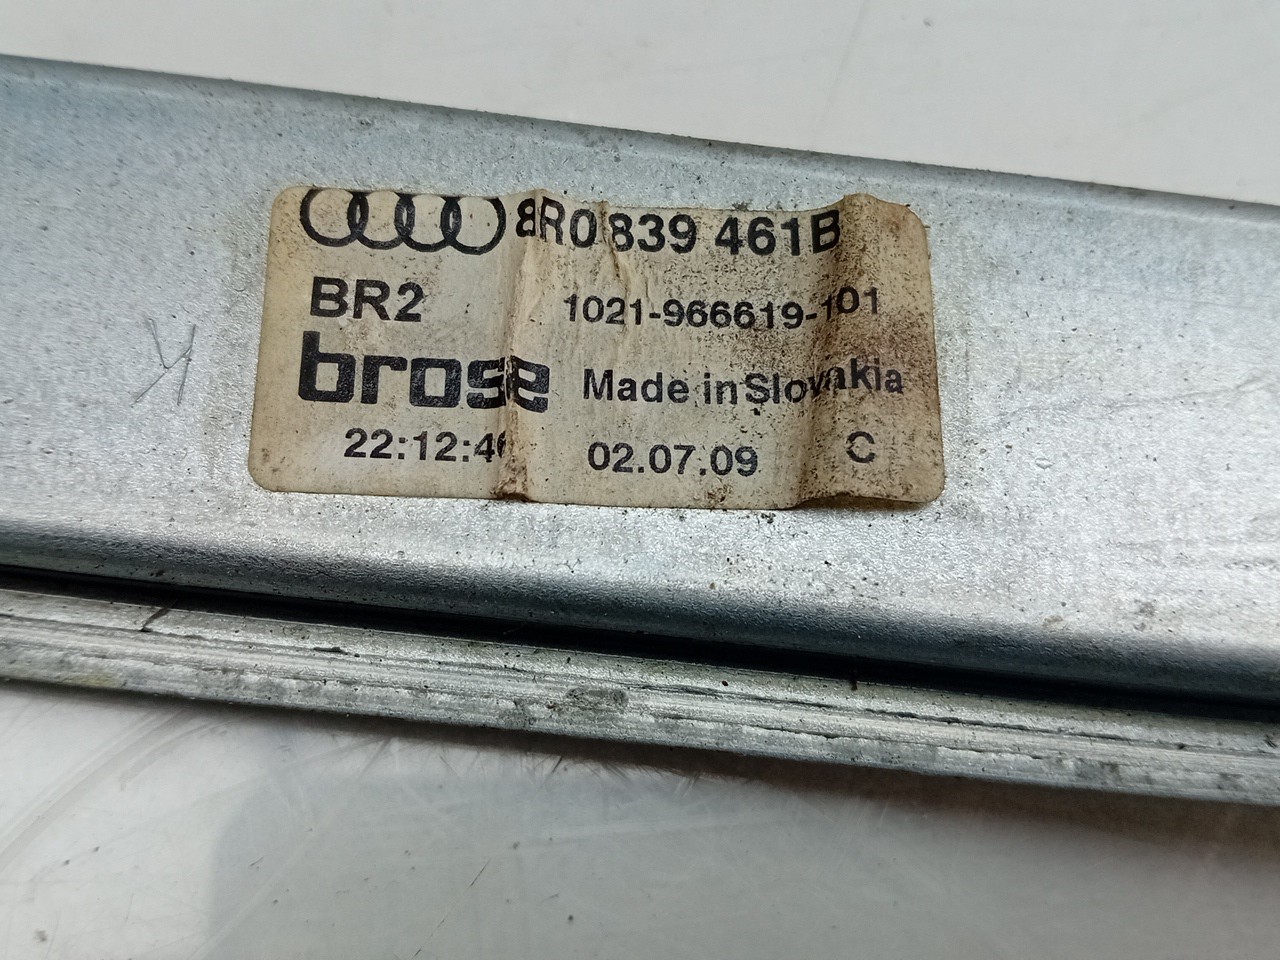 8R0 839 461B
BR2 1021-966619-101
brose Made in Slovakia
22:12:46 02.07.09 C